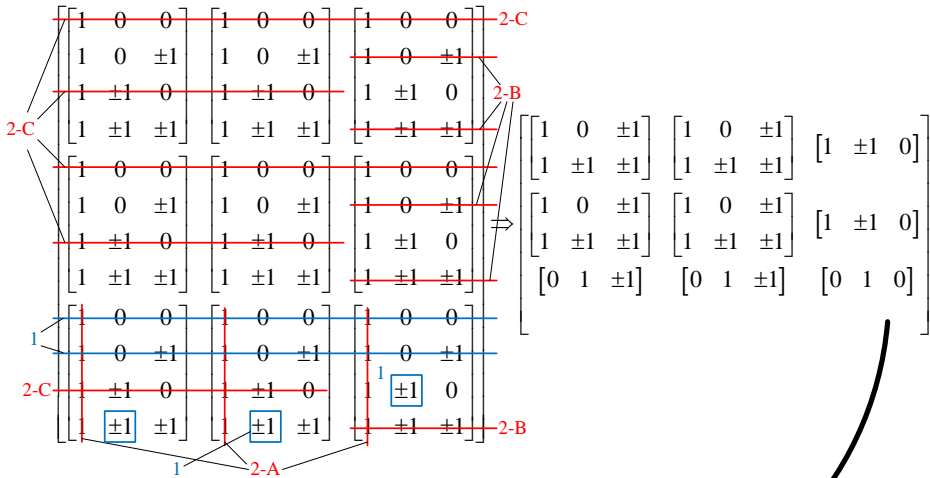 1 0 0 1 0 0 1 0 0 2-C
1 0 ±1 1 0 ±1 1 0 ±1
1 ±1 0 1 ±1 0 1 ±1 0 2-B
2-C 1 ±1 ±1 1 ±1 ±1 1 ±1 ±1
1 0 0 1 0 0 1 0 0
1 0 ±1 1 0 ±1 1 0 ±1
1 ±1 0 1 ±1 0 1 ±1 0
1 ±1 ±1 1 ±1 ±1 1 ±1 ±1
1 0 0 1 0 0 1 0 0
1
1 0 ±1 1 0 ±1 1 0 ±1
1
2-C 1 ±1 0 1 ±1 0 1 ±1 0
1 ±1 ±1 1 ±1 ±1 1 ±1 ±1 2-B
1 2-A
⇒
1 0 ±1 1 0 ±1 [1 ±1 0]
1 ±1 ±1 1 ±1 ±1
1 0 ±1 1 0 ±1 [1 ±1 0]
1 ±1 ±1 1 ±1 ±1
[0 1 ±1] [0 1 ±1] [0 1 0]